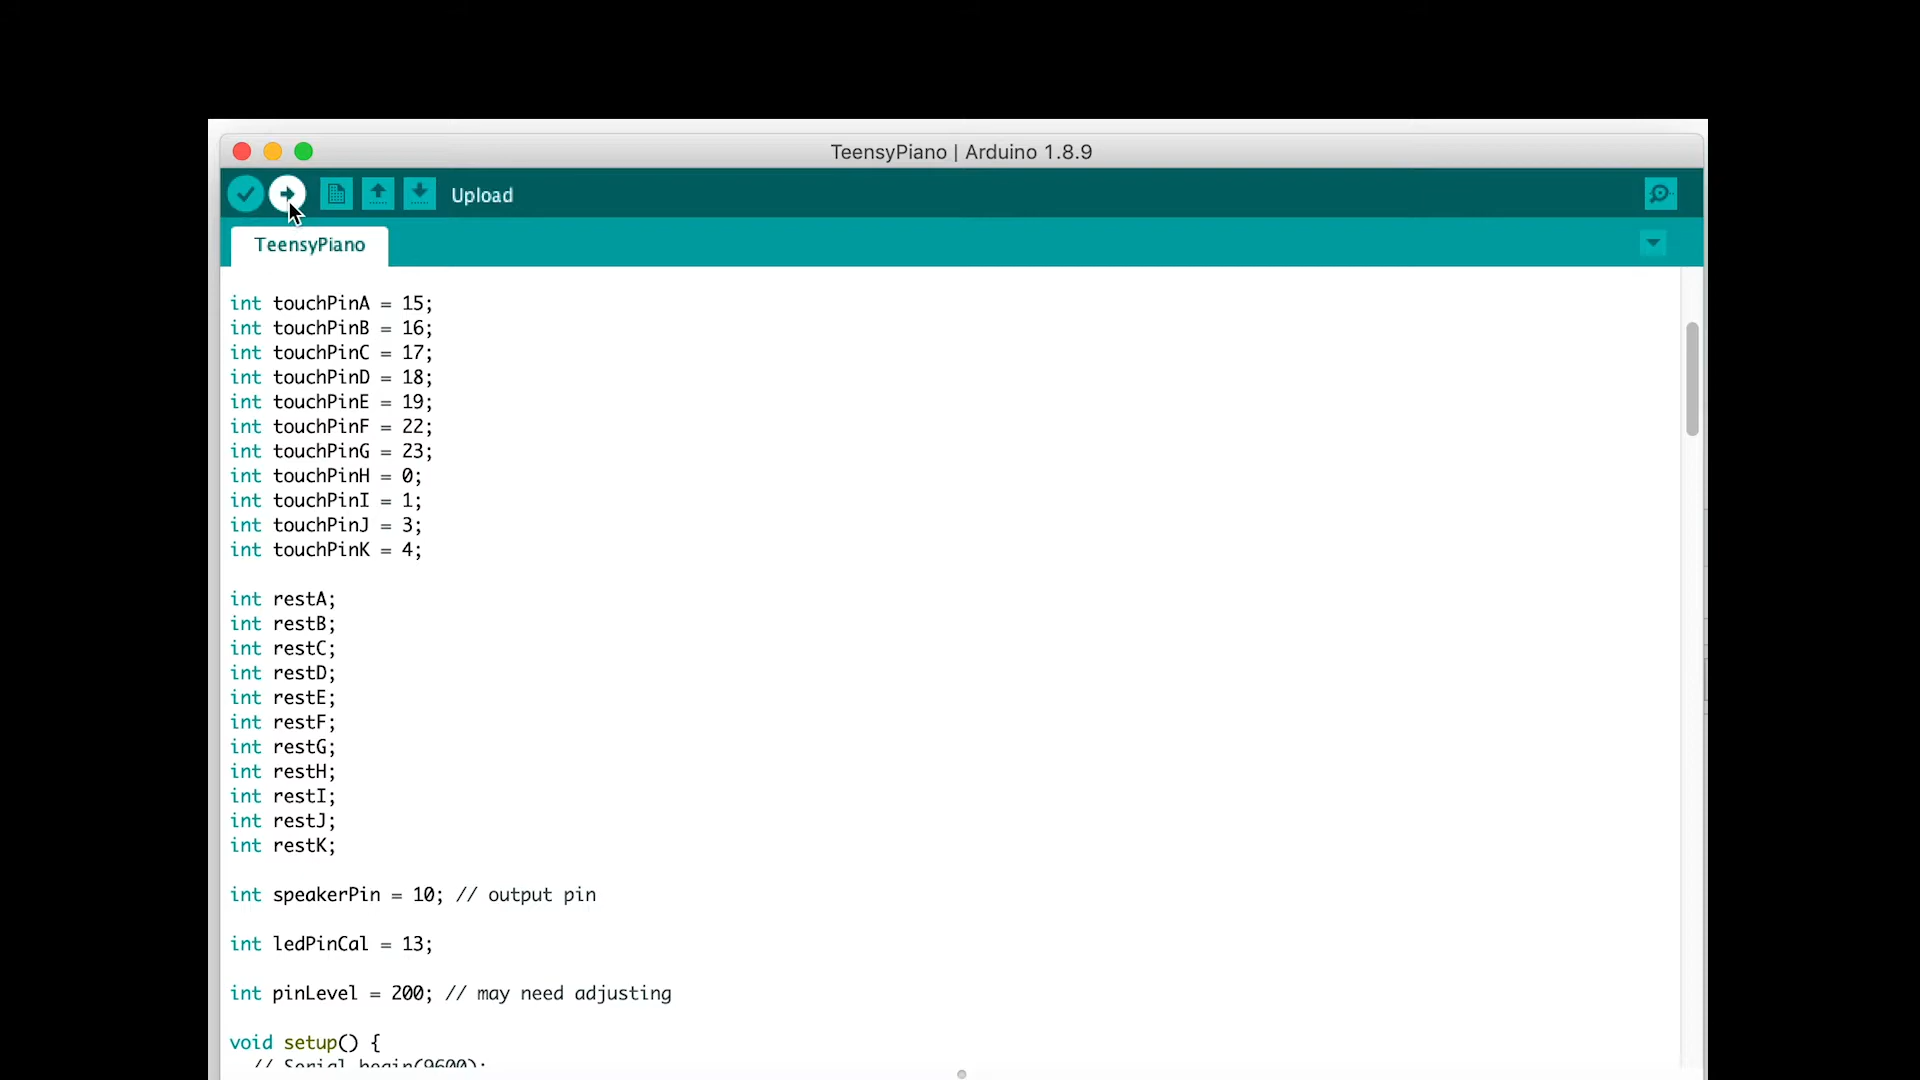 TeensyPiano | Arduino 1.8.9
Upload
TeensyPiano
int touchPinA = 15;
int touchPinB = 16;
int touchPinC = 17;
int touchPinD = 18;
int touchPinE = 19;
int touchPinF = 22;
int touchPinG = 23;
int touchPinH = 0;
int touchPinI = 1;
int touchPinJ = 3;
int touchPinK = 4;
int restA;
int restB;
int restC;
int restD;
int restE;
int restF;
int restG;
int restH;
int restI;
int restJ;
int restK;
int speakerPin = 10; // output pin
int ledPinCal = 13;
int pinLevel = 200; // may need adjusting
void setup() {
// Serial.begin(9600);